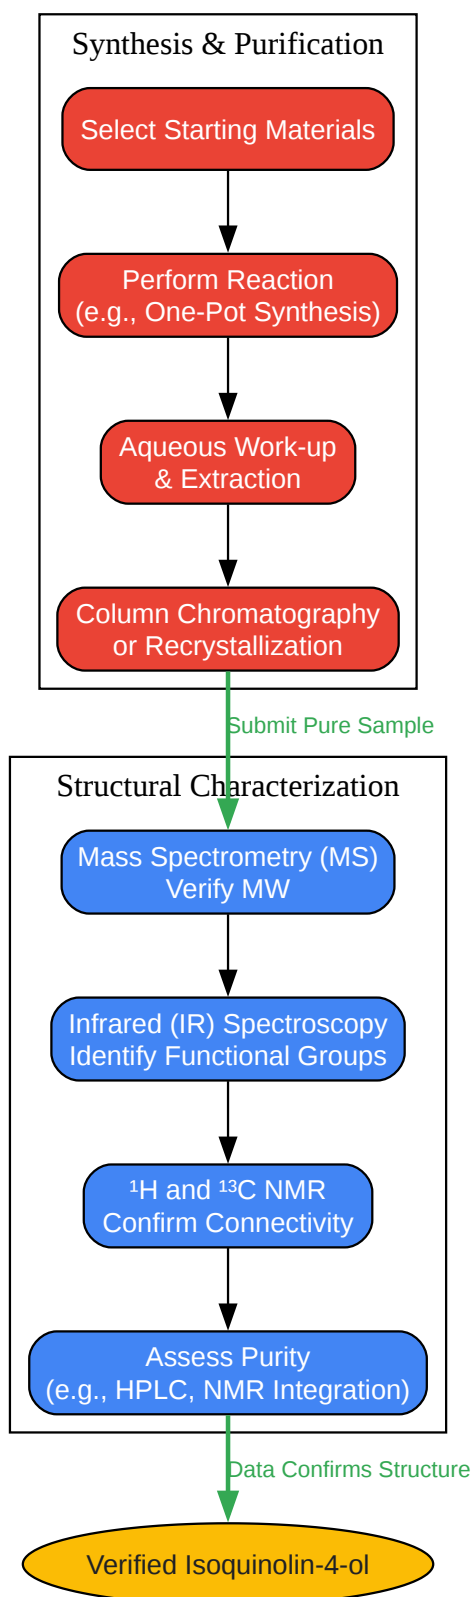 Synthesis & Purification
Select Starting Materials
Perform Reaction
(e.g., One-Pot Synthesis)
Aqueous Work-up
& Extraction
Column Chromatography
or Recrystallization
Submit Pure Sample
Structural Characterization
Mass Spectrometry (MS)
Verify MW
Infrared (IR) Spectroscopy
Identify Functional Groups
¹H and ¹³C NMR
Confirm Connectivity
Assess Purity
(e.g., HPLC, NMR Integration)
Data Confirms Structure
Verified Isoquinolin-4-ol